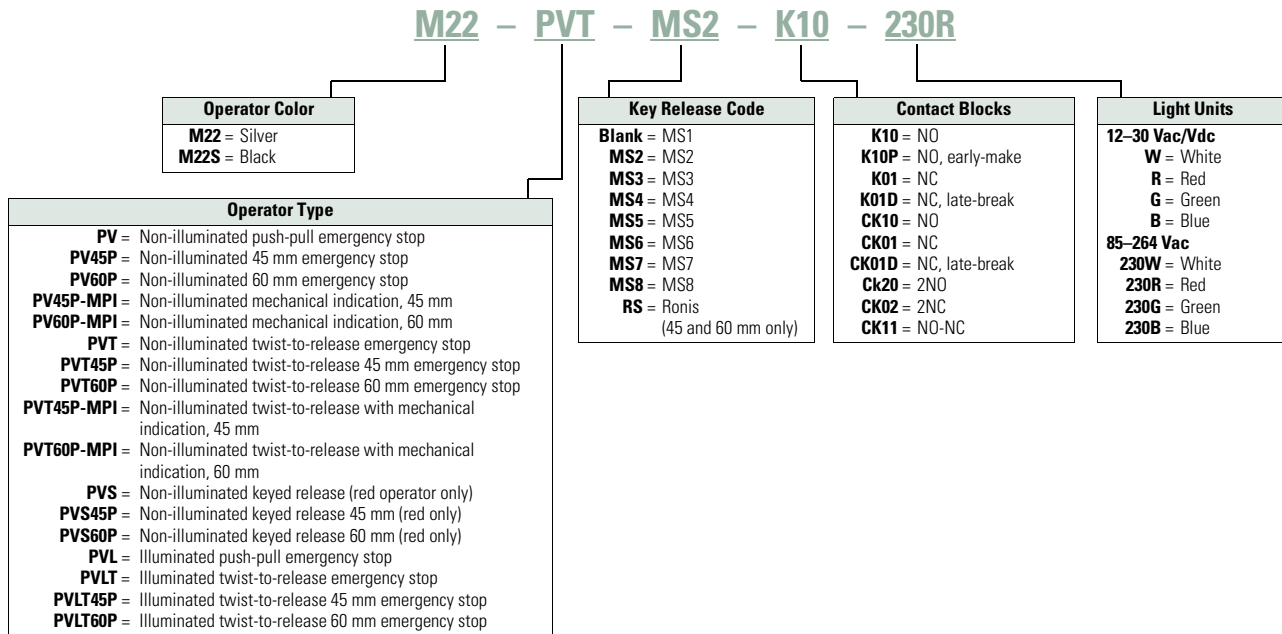 M22 – PVT – MS2 – K10 – 230R
Operator Color
M22 = Silver
M22S = Black
Operator Type
PV = Non-illuminated push-pull emergency stop
PV45P = Non-illuminated 45 mm emergency stop
PV60P = Non-illuminated 60 mm emergency stop
PV45P-MPI = Non-illuminated mechanical indication, 45 mm
PV60P-MPI = Non-illuminated mechanical indication, 60 mm
PVT = Non-illuminated twist-to-release emergency stop
PVT45P = Non-illuminated twist-to-release 45 mm emergency stop
PVT60P = Non-illuminated twist-to-release 60 mm emergency stop
PVT45P-MPI = Non-illuminated twist-to-release with mechanical
indication, 45 mm
PVT60P-MPI = Non-illuminated twist-to-release with mechanical
indication, 60 mm
PVS = Non-illuminated keyed release (red operator only)
PVS45P = Non-illuminated keyed release 45 mm (red only)
PVS60P = Non-illuminated keyed release 60 mm (red only)
PVL = Illuminated push-pull emergency stop
PVLT = Illuminated twist-to-release emergency stop
PVLT45P = Illuminated twist-to-release 45 mm emergency stop
PVLT60P = Illuminated twist-to-release 60 mm emergency stop
Key Release Code
Blank = MS1
MS2 = MS2
MS3 = MS3
MS4 = MS4
MS5 = MS5
MS6 = MS6
MS7 = MS7
MS8 = MS8
RS = Ronis
(45 and 60 mm only)
Contact Blocks
K10 = NO
K10P = NO, early-make
K01 = NC
K01D = NC, late-break
CK10 = NO
CK01 = NC
CK01D = NC, late-break
Ck20 = 2NO
CK02 = 2NC
CK11 = NO-NC
Light Units
12–30 Vac/Vdc
W = White
R = Red
G = Green
B = Blue
85–264 Vac
230W = White
230R = Red
230G = Green
230B = Blue